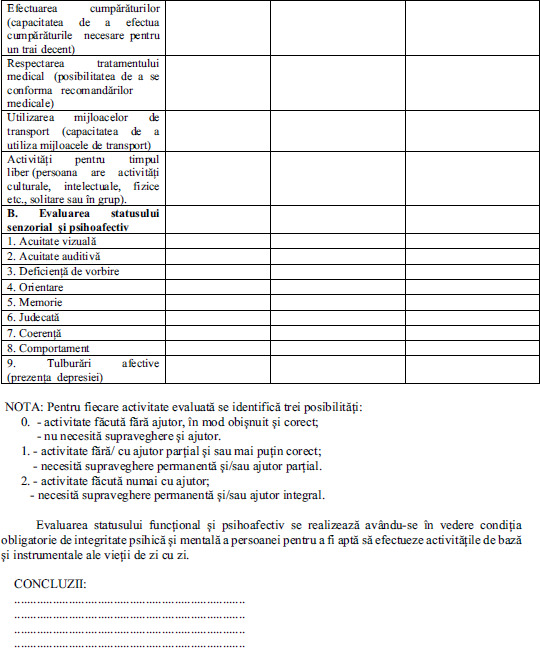 Efectuarea cumpărăturilor
(capacitatea de a efectua
cumpărăturile necesare pentru
un trai decent)
Respectarea tratamentului
medical (posibilitatea de a se
conforma recomandărilor
medicale)
Utilizarea mijloacelor de
transport (capacitatea de a
utiliza mijloacele de transport)
Activități pentru timpul
liber (persoana are activități
culturale, intelectuale, fizice
etc., solitare sau în grup).
B. Evaluarea statusului
senzorial și psihoafectiv
1. Acuitate vizuală
2. Acuitate auditivă
3. Deficiență de vorbire
4. Orientare
5. Memorie
6. Judecată
7. Coerență
8. Comportament
9. Tulburări afective
(prezența depresiei)
NOTA: Pentru fiecare activitate evaluată se identifică trei posibilități:
0. - activitate făcută fără ajutor, în mod obișnuit și corect;
- nu necesită supraveghere și ajutor.
1. - activitate fără/ cu ajutor parțial și sau mai puțin corect;
- necesită supraveghere permanentă și/sau ajutor parțial.
2. - activitate făcută numai cu ajutor;
- necesită supraveghere permanentă și/sau ajutor integral.
Evaluarea statusului funcțional și psihoafectiv se realizează avându-se în vedere condiția
obligatorie de integritate psihică și mentală a persoanei pentru a fi aptă să efectueze activitățile de bază
și instrumentale ale vieții de zi cu zi.
CONCLUZII:
........................................................................
........................................................................
........................................................................
........................................................................